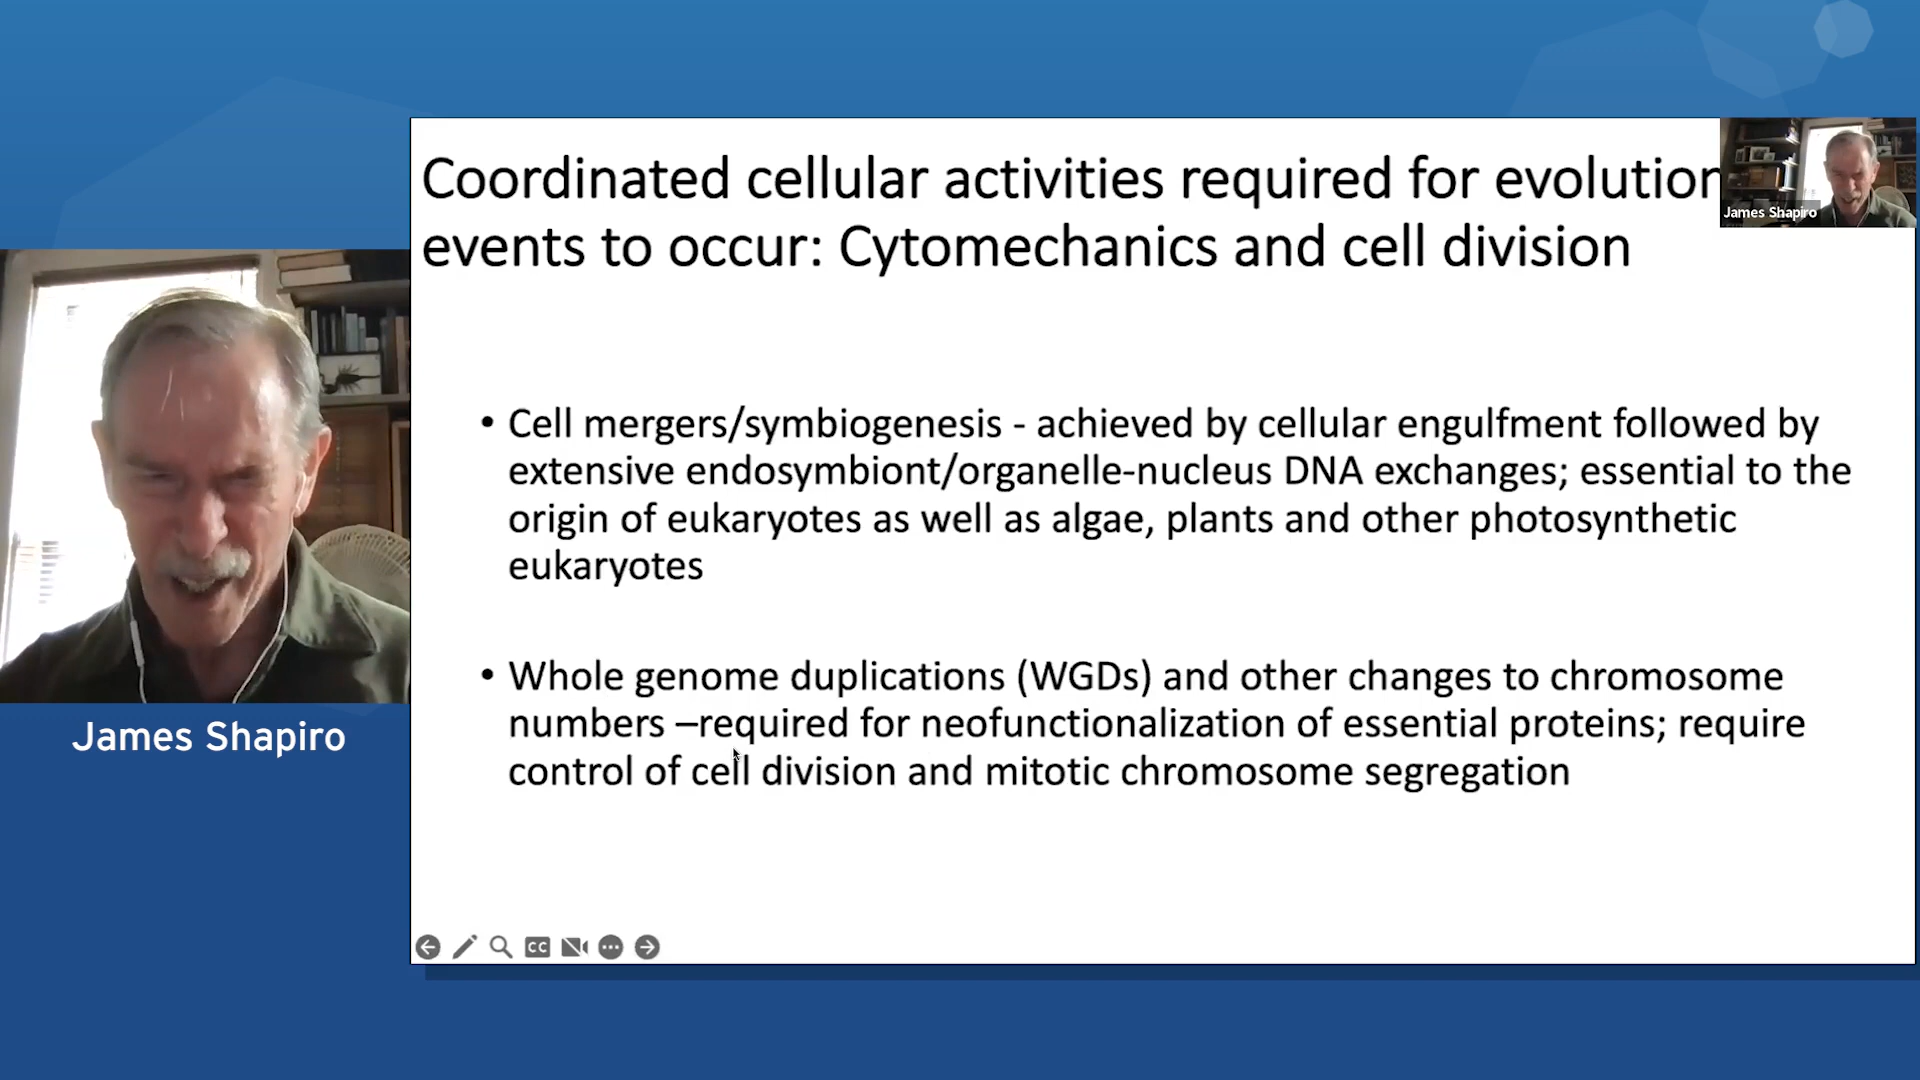 Coordinated cellular activities required for evolution
events to occur: Cytomechanics and cell division
James Shapiro
• Cell mergers/symbiogenesis - achieved by cellular engulfment followed by
extensive endosymbiont/organelle-nucleus DNA exchanges; essential to the
origin of eukaryotes as well as algae, plants and other photosynthetic
eukaryotes
• Whole genome duplications (WGDs) and other changes to chromosome
numbers –required for neofunctionalization of essential proteins; require
control of cell division and mitotic chromosome segregation
James Shapiro
CC